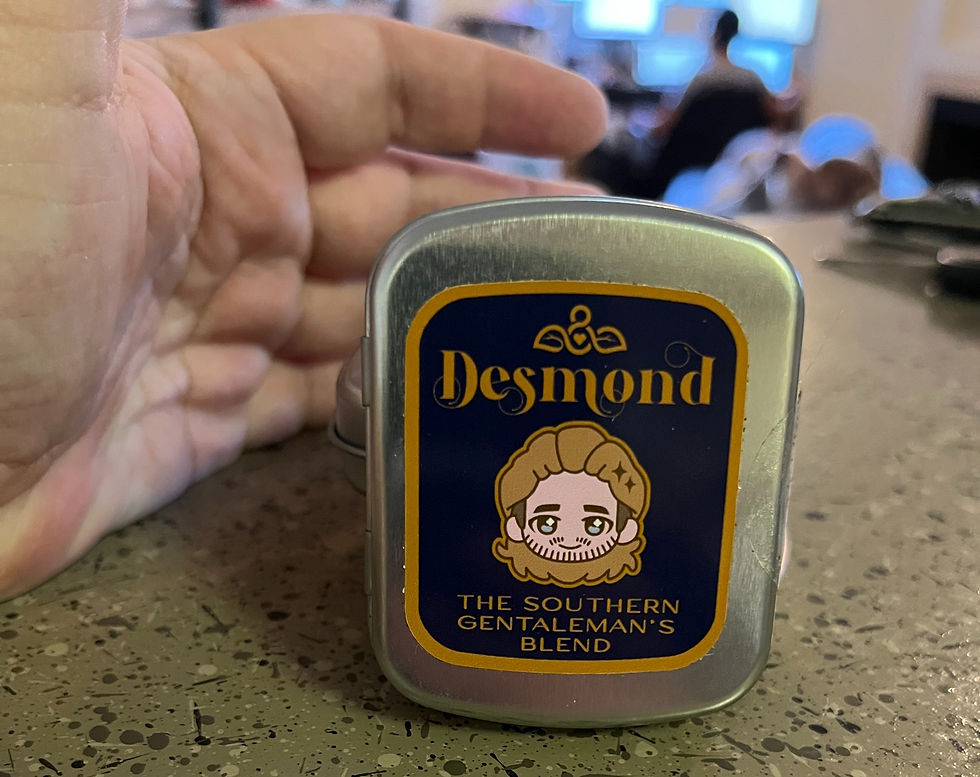 Desmond
THE SOUTHERN
GENTALEMAN'S
BLEND